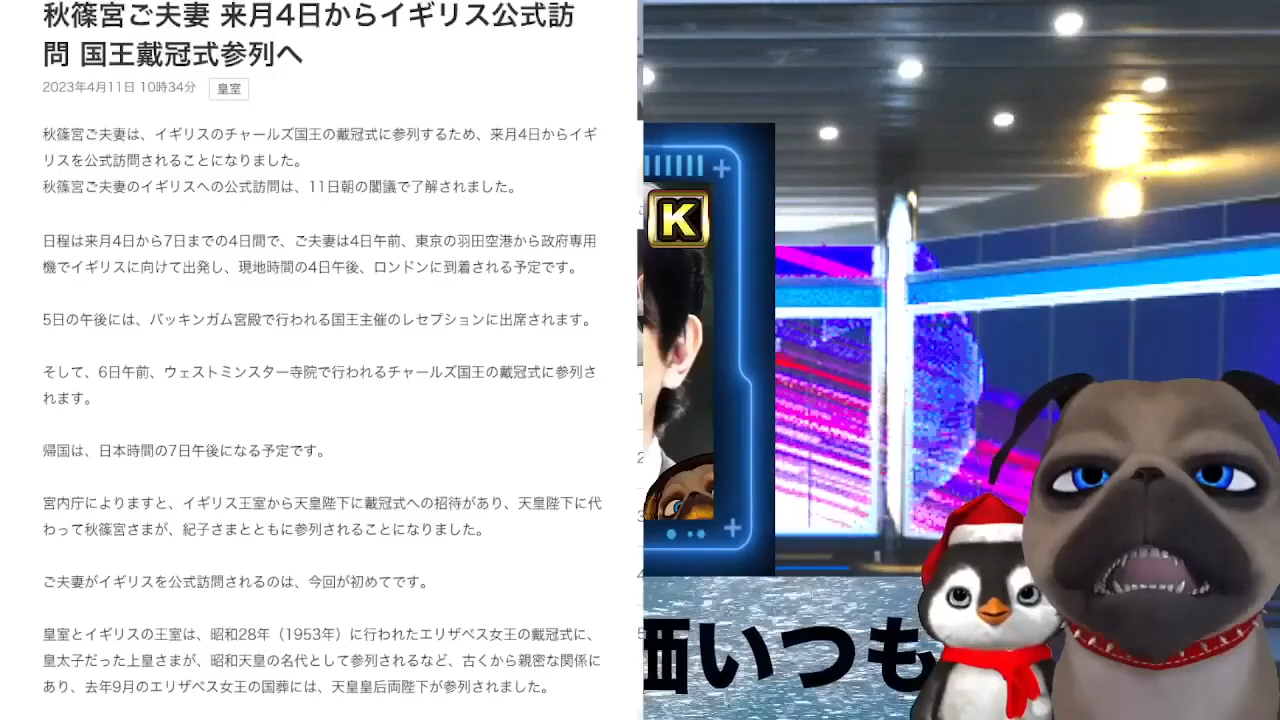 秋篠宮ご夫妻 来月4日からイギリス公式訪
問 国王戴冠式参列へ
2023年4月11日 10時34分 皇室
秋篠宮ご夫妻は、イギリスのチャールズ国王の戴冠式に参列するため、来月4日からイギ
リスを公式訪問されることになりました。
秋篠宮ご夫妻のイギリスへの公式訪問は、11日朝の閣議で了解されました。
日程は来月4日から7日までの4日間で、ご夫妻は4日午前、東京の羽田空港から政府専用
機でイギリスに向けて出発し、現地時間の4日午後、ロンドンに到着される予定です。
5日の午後には、バッキンガム宮殿で行われる国王主催のレセプションに出席されます。
そして、6日午前、ウェストミンスター寺院で行われるチャールズ国王の戴冠式に参列さ
れます。
帰国は、日本時間の7日午後になる予定です。
宮内庁によりますと、イギリス王室から天皇陛下に戴冠式への招待があり、天皇陛下に代
わって秋篠宮さまが、紀子さまとともに参列されることになりました。
ご夫妻がイギリスを公式訪問されるのは、今回が初めてです。
皇室とイギリスの王室は、昭和28年（1953年）に行われたエリザベス女王の戴冠式に、
皇太子だった上皇さまが、昭和天皇の名代として参列されるなど、古くから親密な関係に
あり、去年9月のエリザベス女王の国葬には、天皇皇后両陛下が参列されました。
K
価いつも